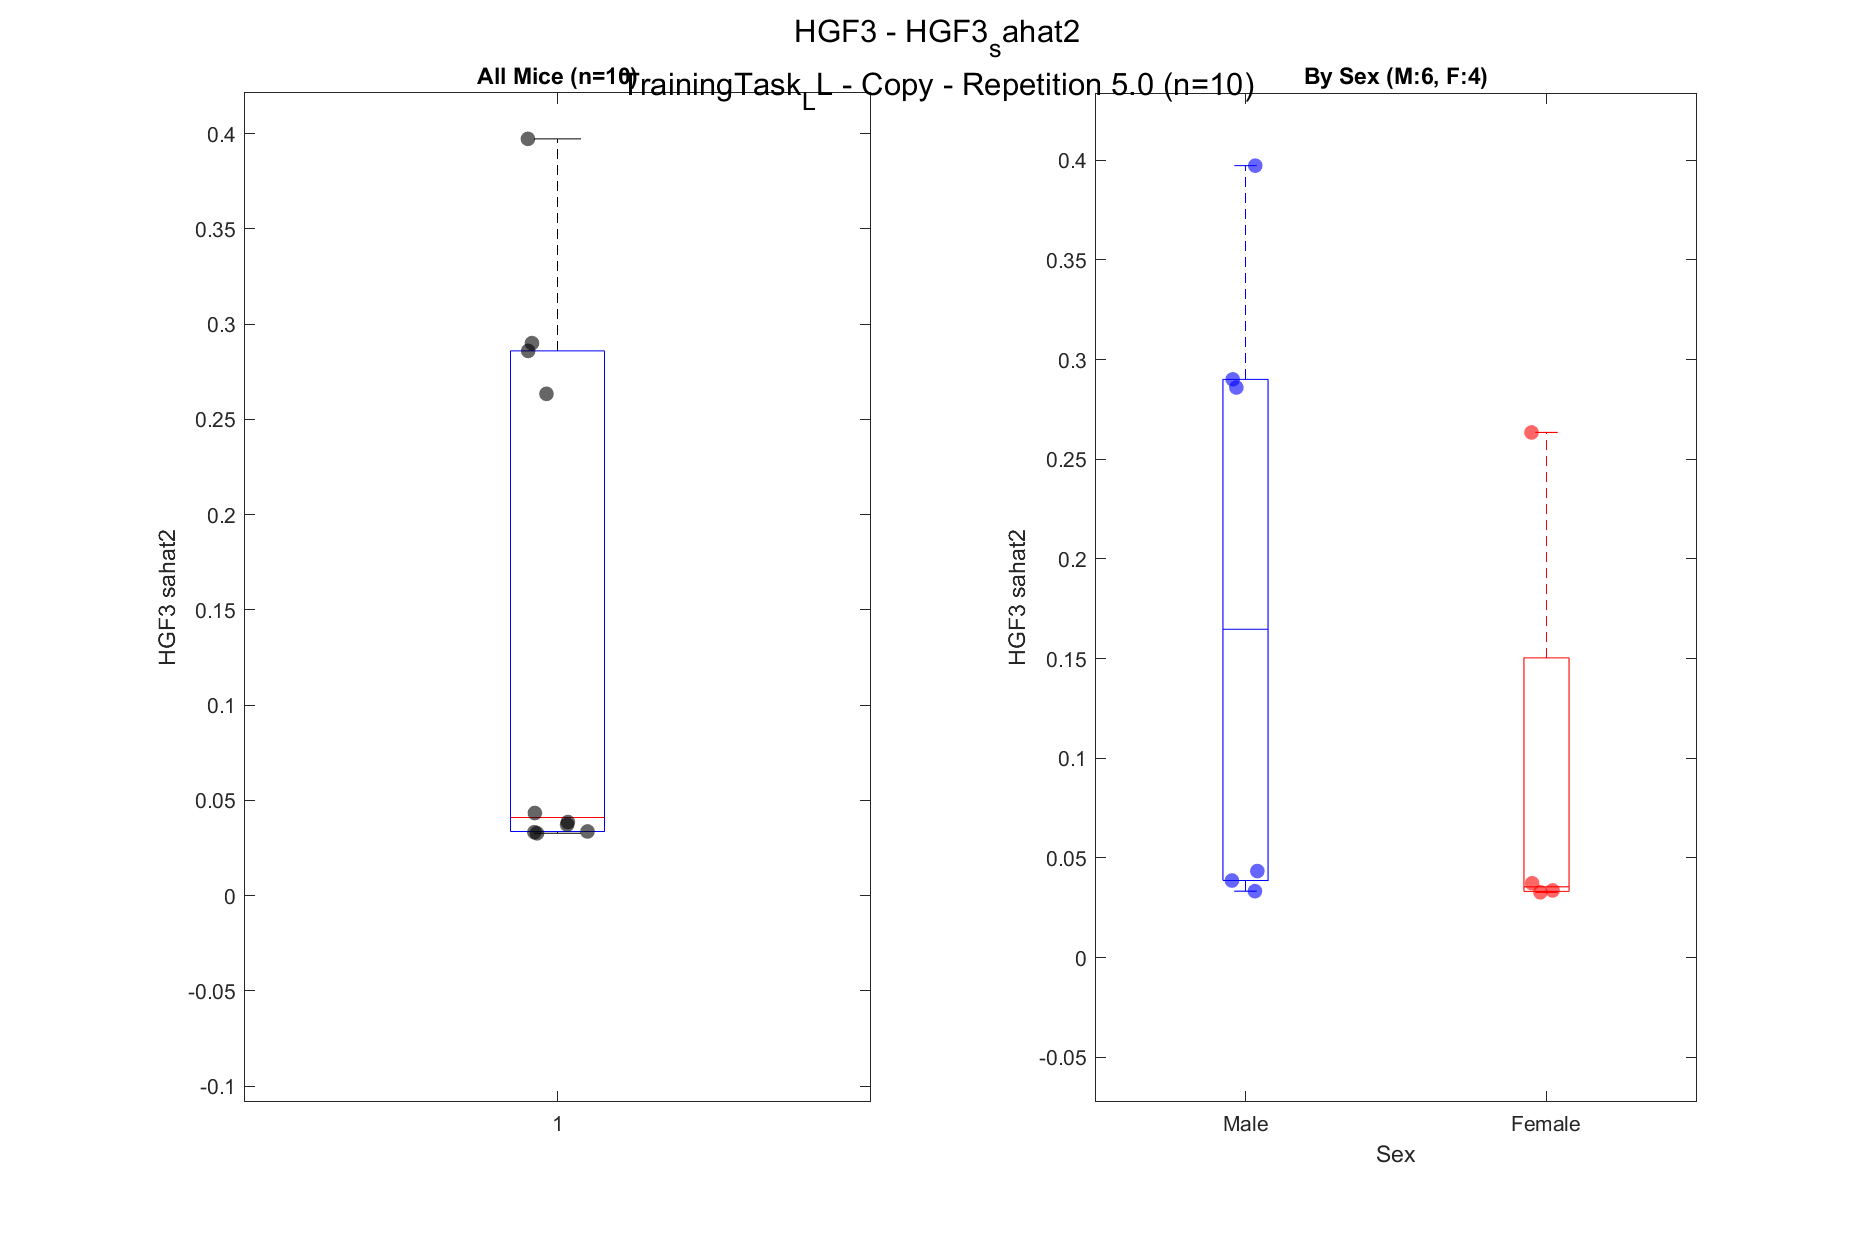 HGF3 - HGF3_sahat2
TrainingTask_LL - Copy - Repetition 5.0 (n=10)
All Mice (n=10)
HGF3 sahat2
0.4
0.35
0.3
0.25
0.2
0.15
0.1
0.05
0
-0.05
-0.1
1
By Sex (M:6, F:4)
HGF3 sahat2
0.4
0.35
0.3
0.25
0.2
0.15
0.1
0.05
0
-0.05
Male Female
Sex